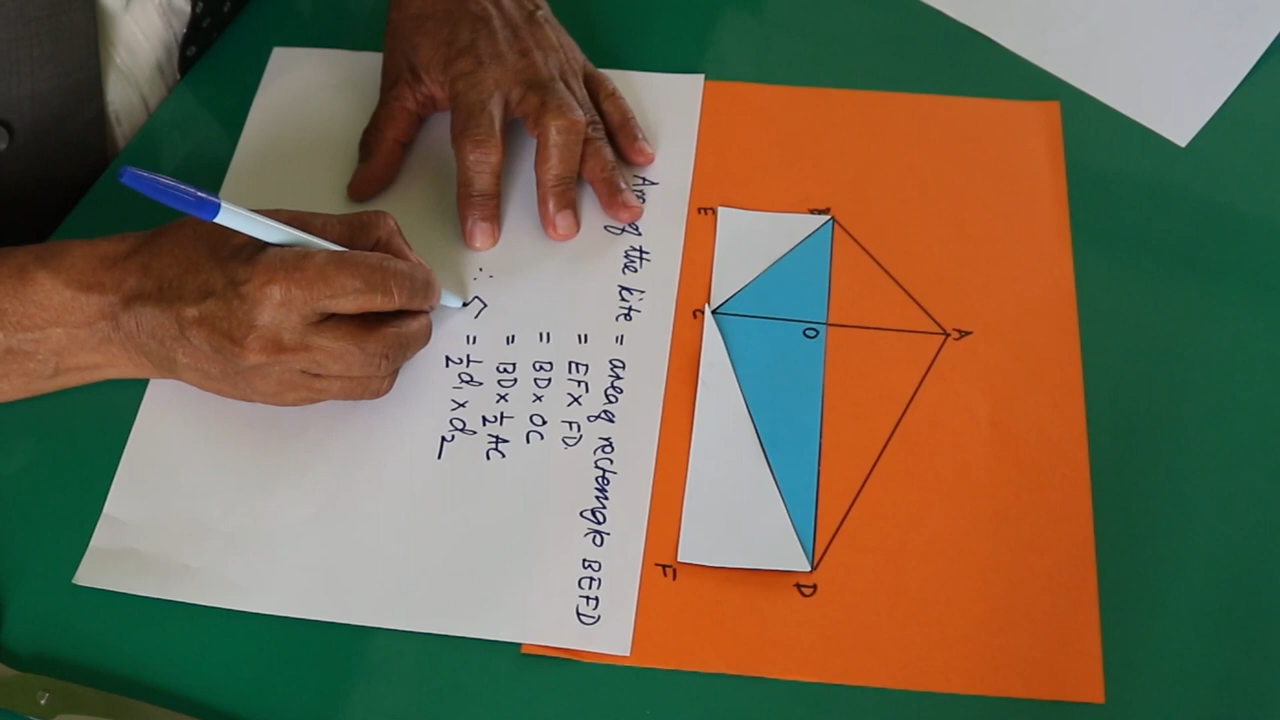 Area of the kite = area of rectangle BEFD
= EF × FD.
= BD × OC
= BD × ½ AC
= ½ d₁ × d₂
∴
E
B
C
O
A
F
D